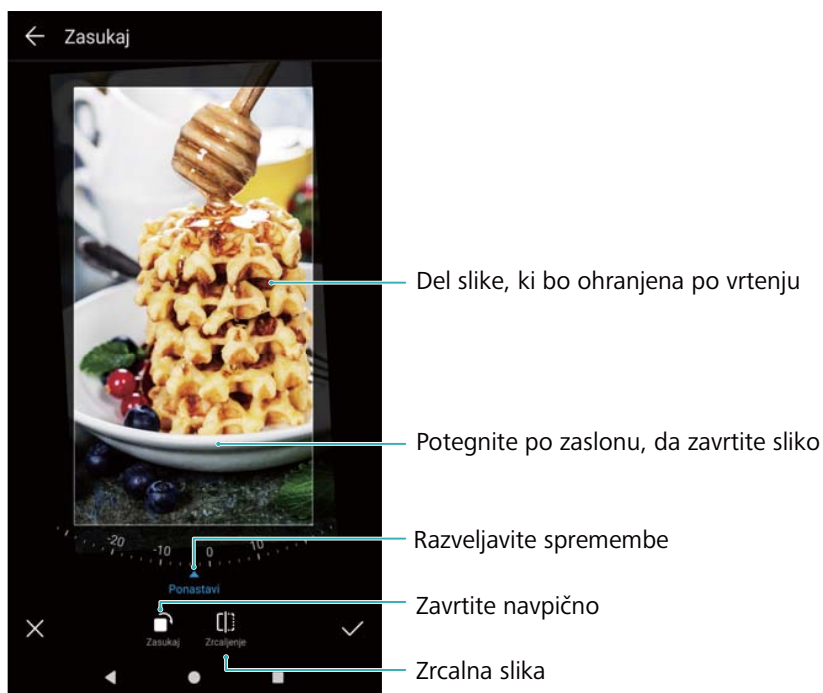 Zasukaj
Del slike, ki bo ohranjena po vrtenju
Potegnite po zaslonu, da zavrtite sliko
-20 -10 0 10
Razveljavite spremembe
Ponastavi
Zavrtite navpično
Zasukaj Zrcaljenje
Zrcalna slika